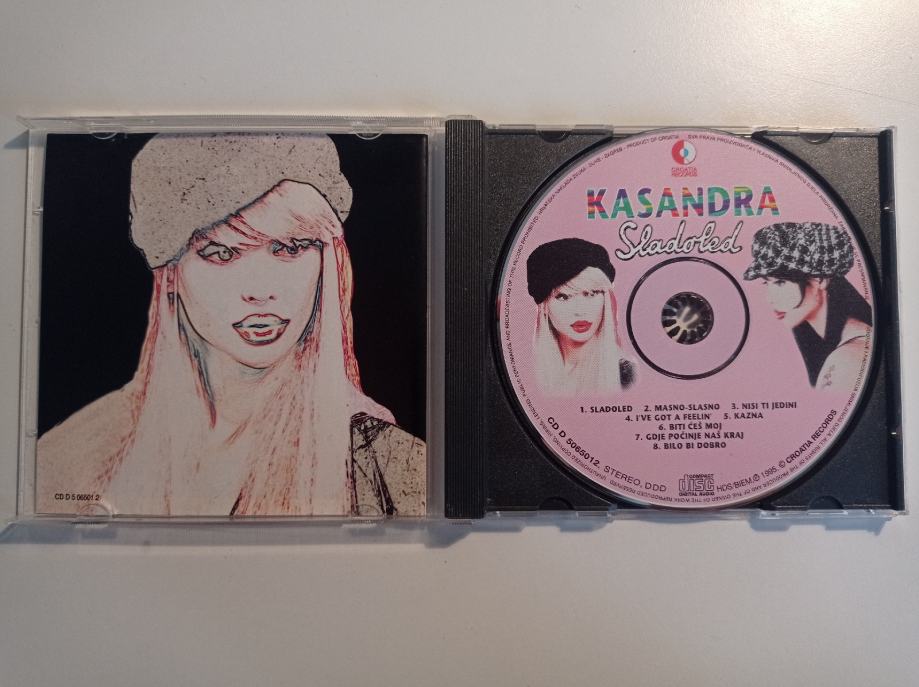 CD D 5 06501 2
CROATIA
RECORDS
KASANDRA
Sladoled
1. SLADOLED 2. MASNO-SLASNO 3. NISI TI JEDINI
4. I'VE GOT A FEELIN' 5. KAZNA
6. BITI ĆEŠ MOJ
7. GDJE POČINJE NAŠ KRAJ
8. BILO BI DOBRO
CD D 5065012, STEREO, DDD
COMPACT
disc
DIGITAL AUDIO
HDS/BIEM, ℗ 1995 © CROATIA RECORDS